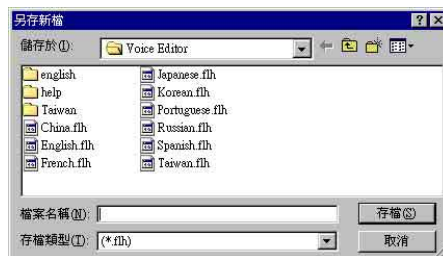 另存新檔
儲存於(I): Voice Editor
english
help
Taiwan
China.flh
English.flh
French.flh
Japanese.flh
Korean.flh
Portuguese.flh
Russian.flh
Spanish.flh
Taiwan.flh
檔案名稱(N): 存檔(S)
存檔類型(T): (*.flh) 取消